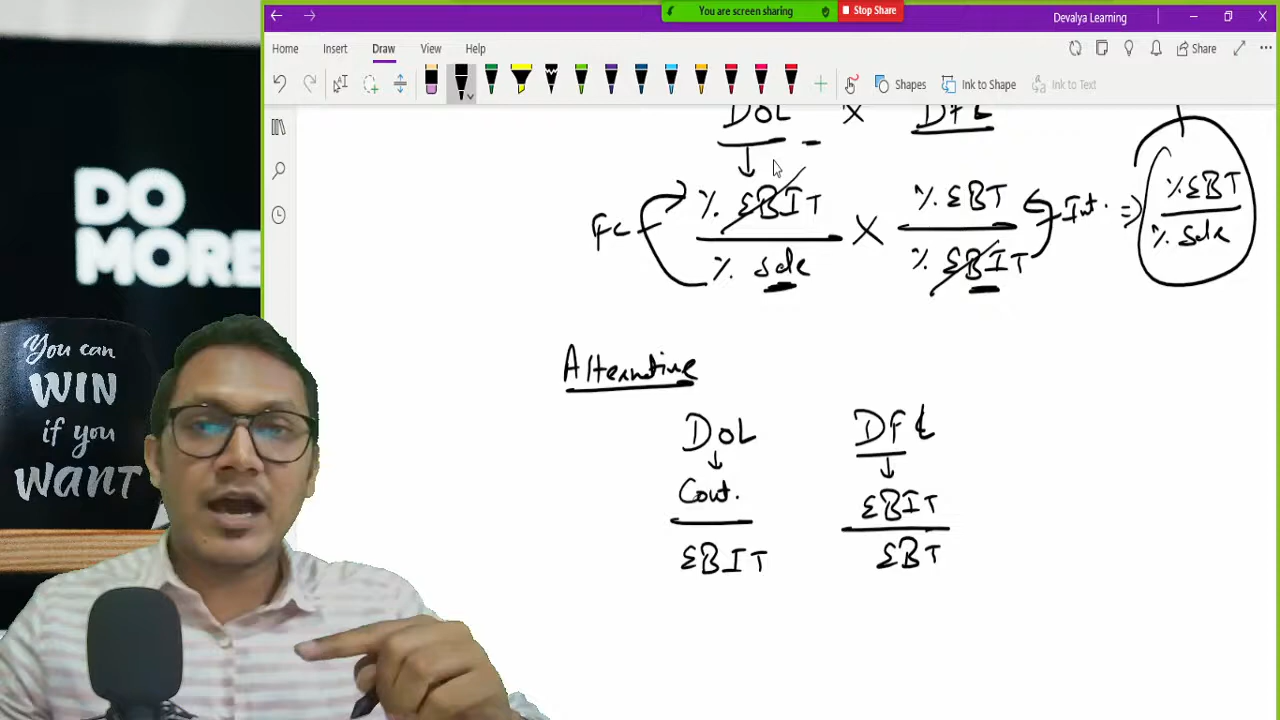 You are screen sharing
Stop Share
Devalya Learning
Home Insert Draw View Help
Share
Shapes
Ink to Shape
Ink to Text
DOL X DFL
FC % EBIT X % EBT Int. => % EBT
% Sale % EBIT % Sale
Alternative
DOL DFL
Cont. EBIT
EBIT EBT
DO
MORE
You can
WIN
if you
WANT